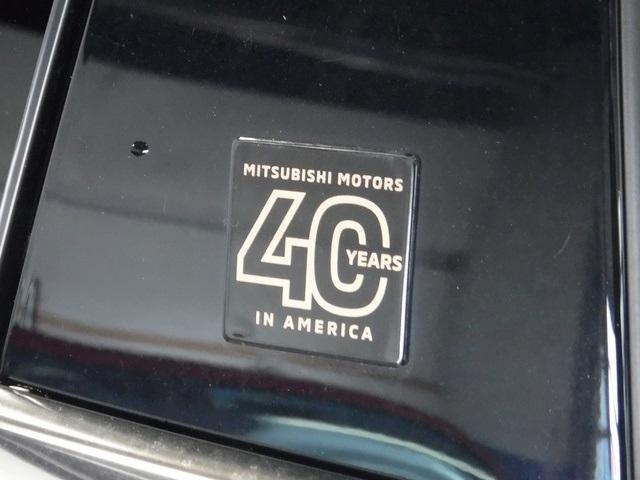 MITSUBISHI MOTORS
40
YEARS
IN AMERICA